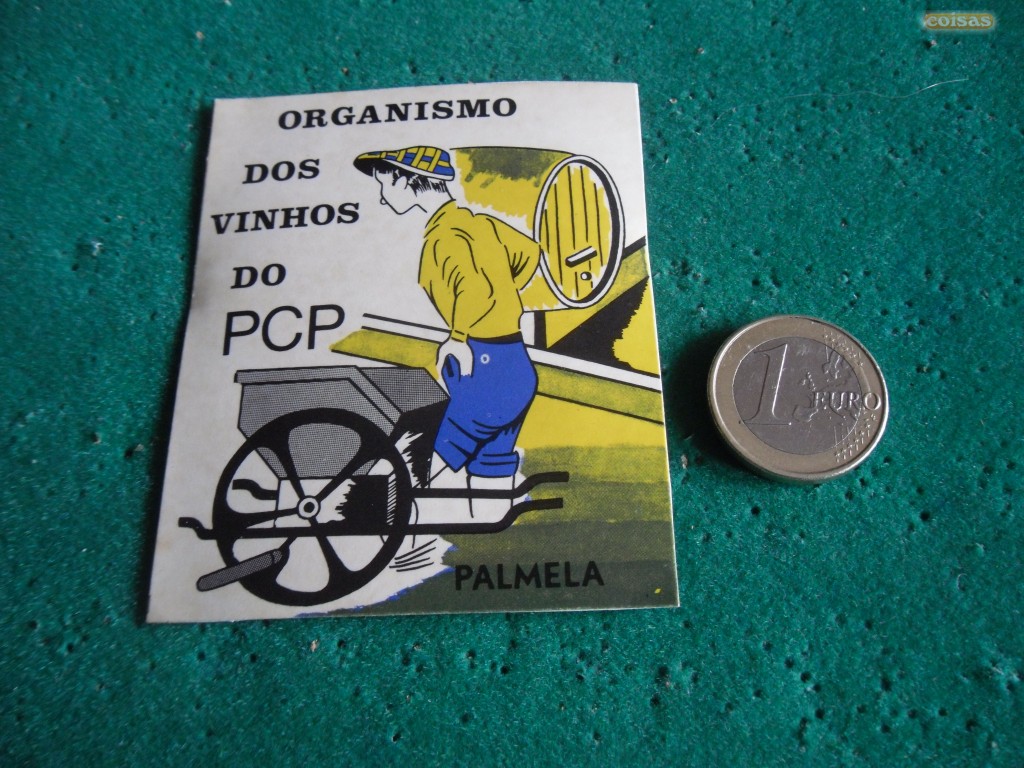 coisas
ORGANISMO
DOS
VINHOS
DO
PCP
PALMELA
1 EURO